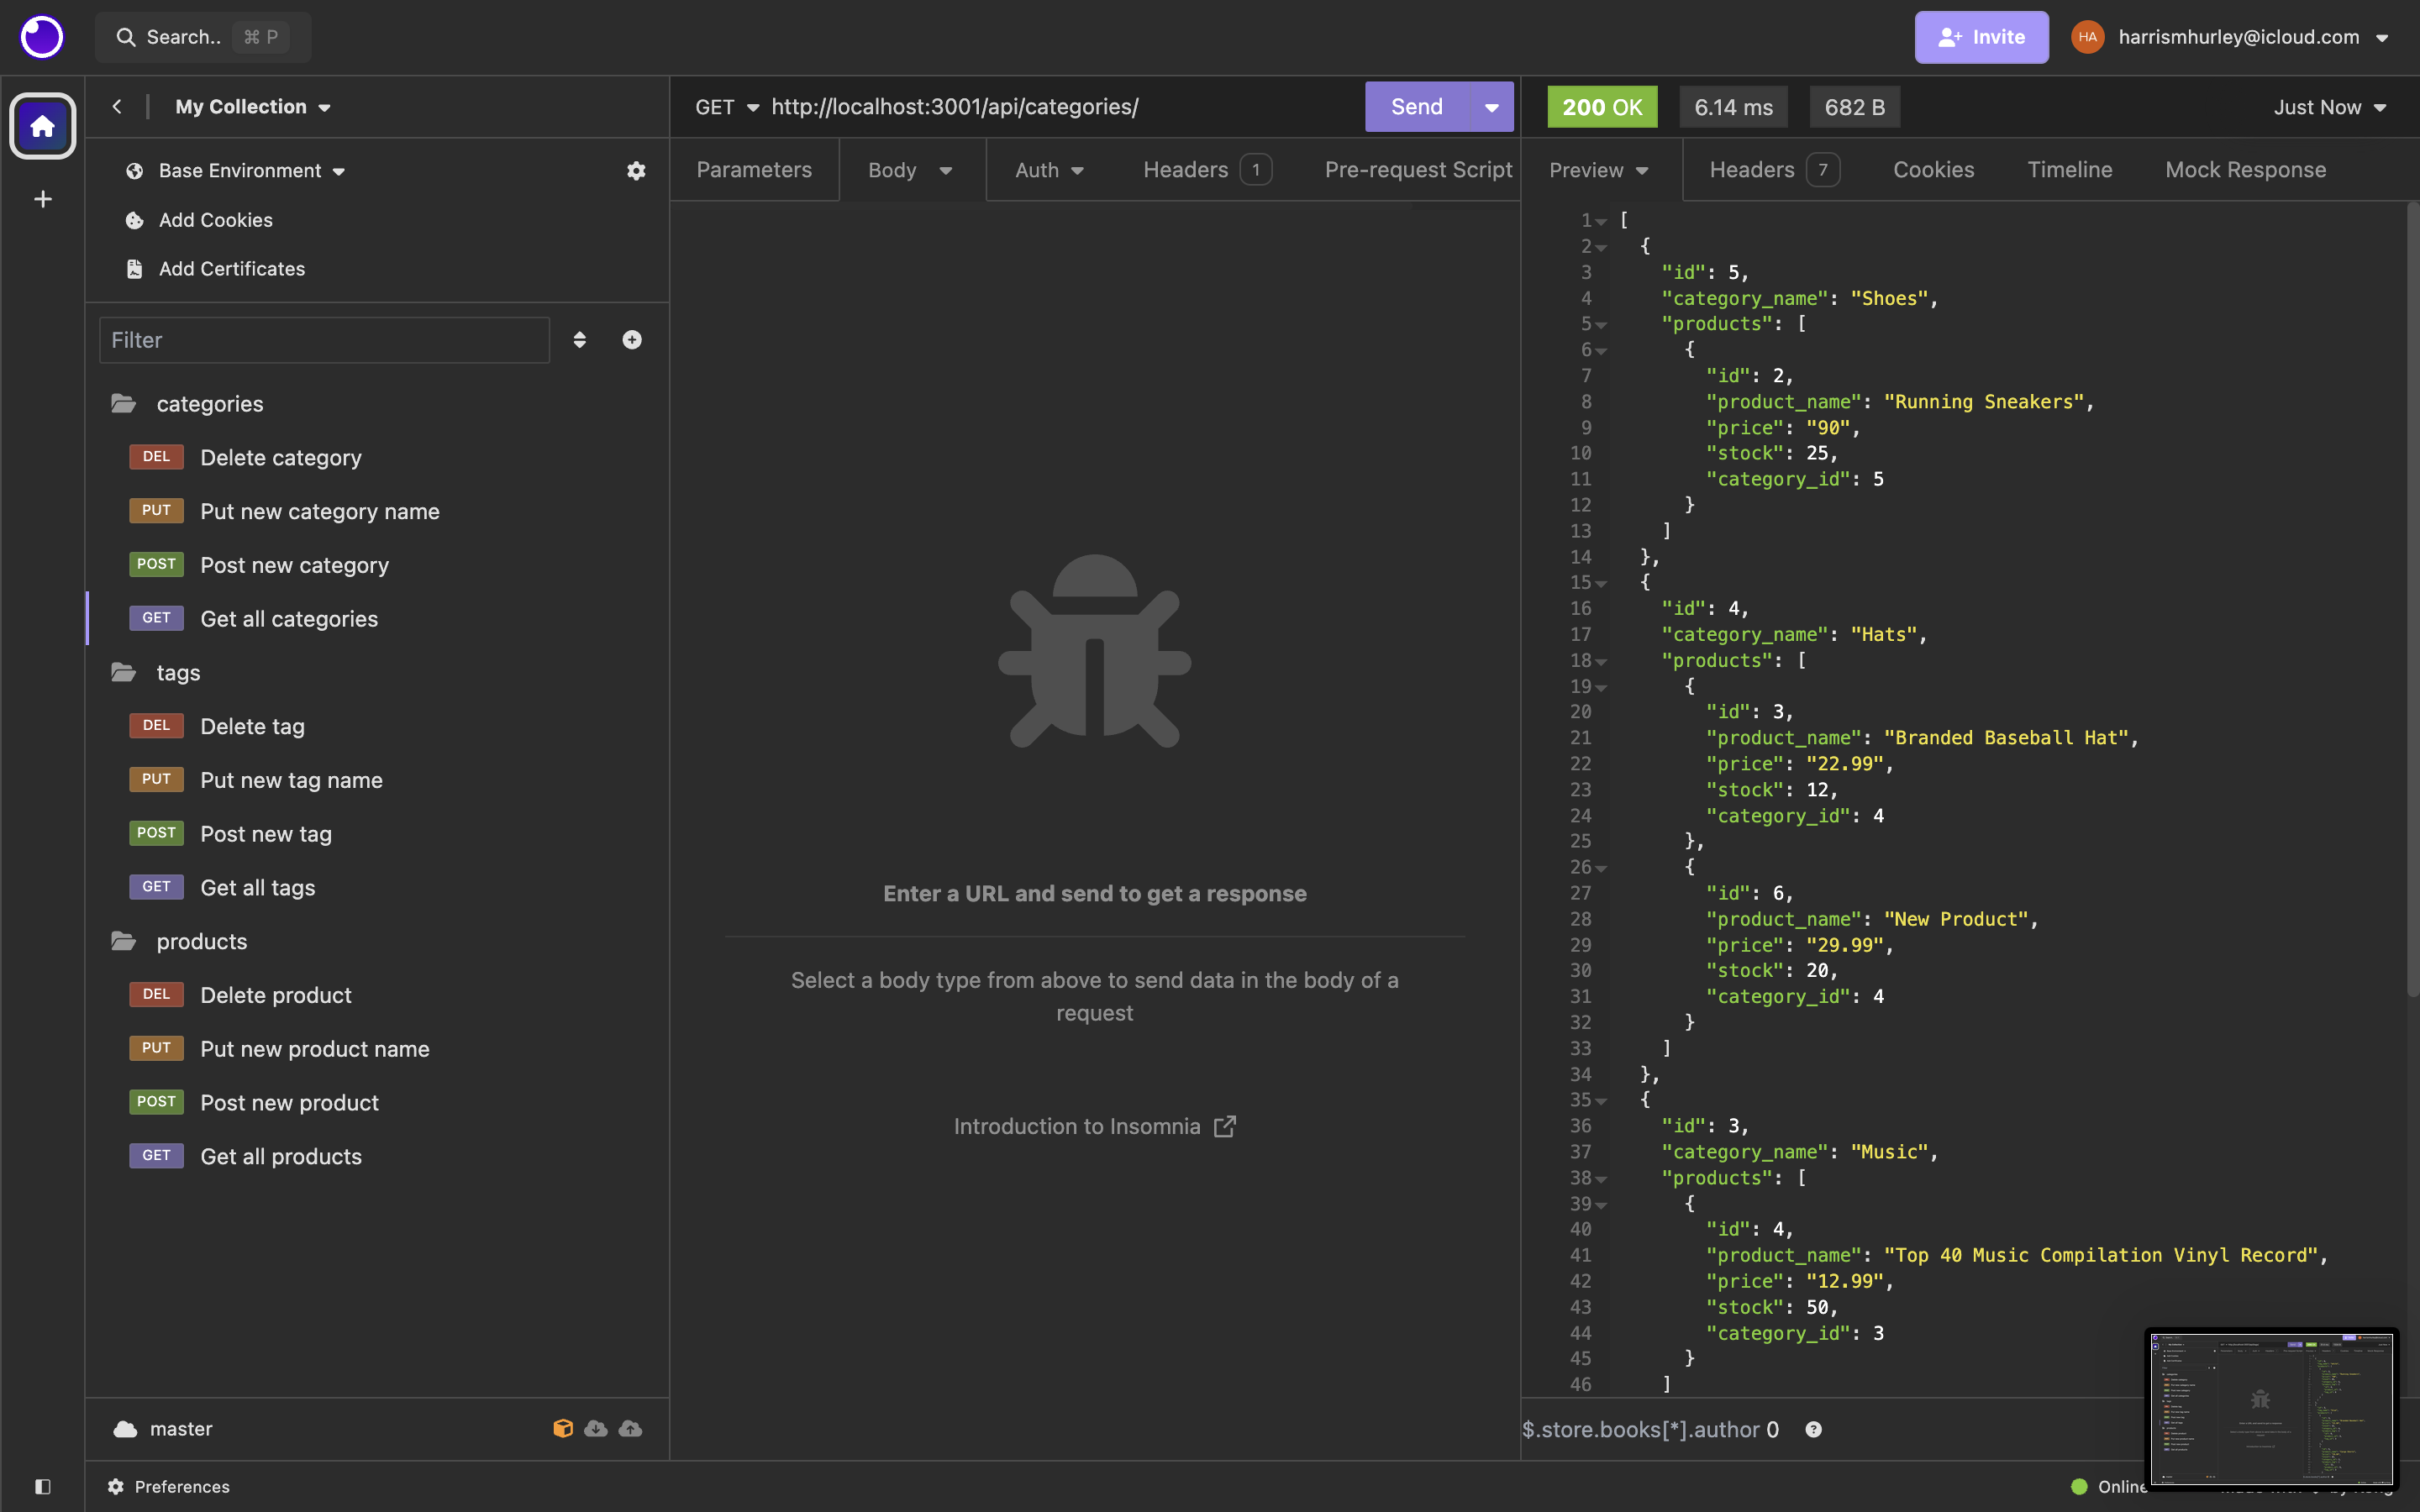 Search.. ⌘ P
Invite
HA harrismhurley@icloud.com
My Collection
Base Environment
Add Cookies
Add Certificates
Filter
categories
DEL Delete category
PUT Put new category name
POST Post new category
GET Get all categories
tags
DEL Delete tag
PUT Put new tag name
POST Post new tag
GET Get all tags
products
DEL Delete product
PUT Put new product name
POST Post new product
GET Get all products
master
Preferences
GET http://localhost:3001/api/categories/ Send
Parameters Body Auth Headers 1 Pre-request Script
Enter a URL and send to get a response
Select a body type from above to send data in the body of a
request
Introduction to Insomnia
200 OK 6.14 ms 682 B Just Now
Preview Headers 7 Cookies Timeline Mock Response
1 [
2 {
3 "id": 5,
4 "category_name": "Shoes",
5 "products": [
6 {
7 "id": 2,
8 "product_name": "Running Sneakers",
9 "price": "90",
10 "stock": 25,
11 "category_id": 5
12 }
13 ]
14 },
15 {
16 "id": 4,
17 "category_name": "Hats",
18 "products": [
19 {
20 "id": 3,
21 "product_name": "Branded Baseball Hat",
22 "price": "22.99",
23 "stock": 12,
24 "category_id": 4
25 },
26 {
27 "id": 6,
28 "product_name": "New Product",
29 "price": "29.99",
30 "stock": 20,
31 "category_id": 4
32 }
33 ]
34 },
35 {
36 "id": 3,
37 "category_name": "Music",
38 "products": [
39 {
40 "id": 4,
41 "product_name": "Top 40 Music Compilation Vinyl Record",
42 "price": "12.99",
43 "stock": 50,
44 "category_id": 3
45 }
46 ]
$.store.books[*].author 0
Online